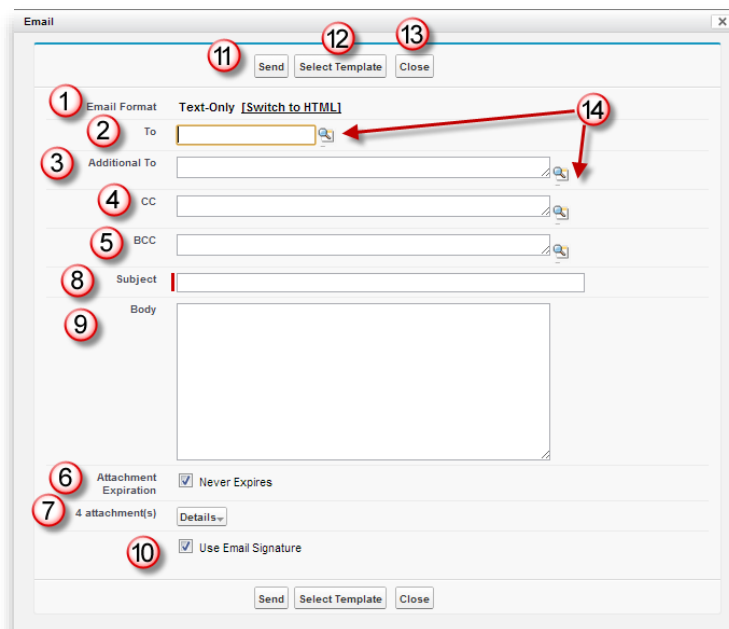 Email
11 Send 12 Select Template 13 Close
1 Email Format Text-Only [Switch to HTML]
2 To 14
3 Additional To
4 CC
5 BCC
8 Subject
9 Body
6 Attachment
Expiration Never Expires
7 4 attachment(s) Details
10 Use Email Signature
Send Select Template Close